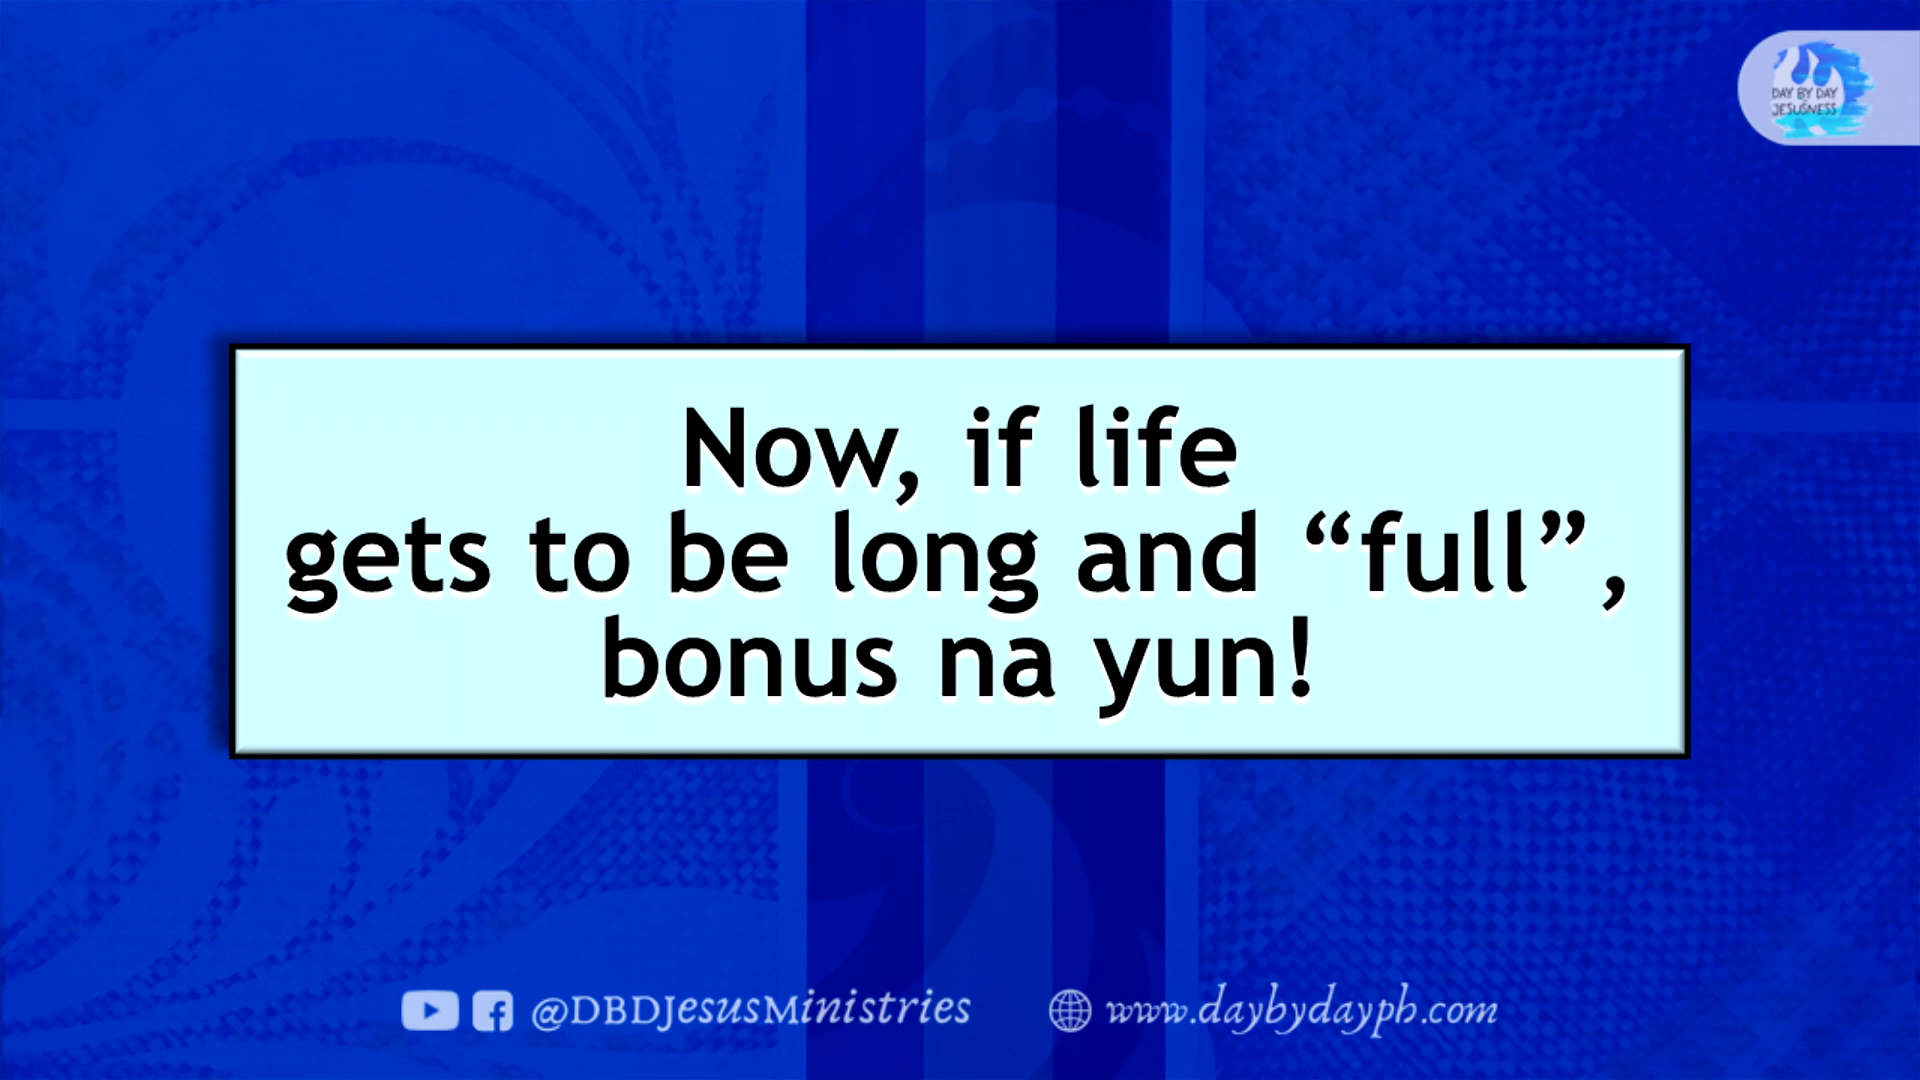 DAY BY DAY
JESUSNESS
Now, if life
gets to be long and “full”,
bonus na yun!
@DBDJesusMinistries
www.daybydayph.com